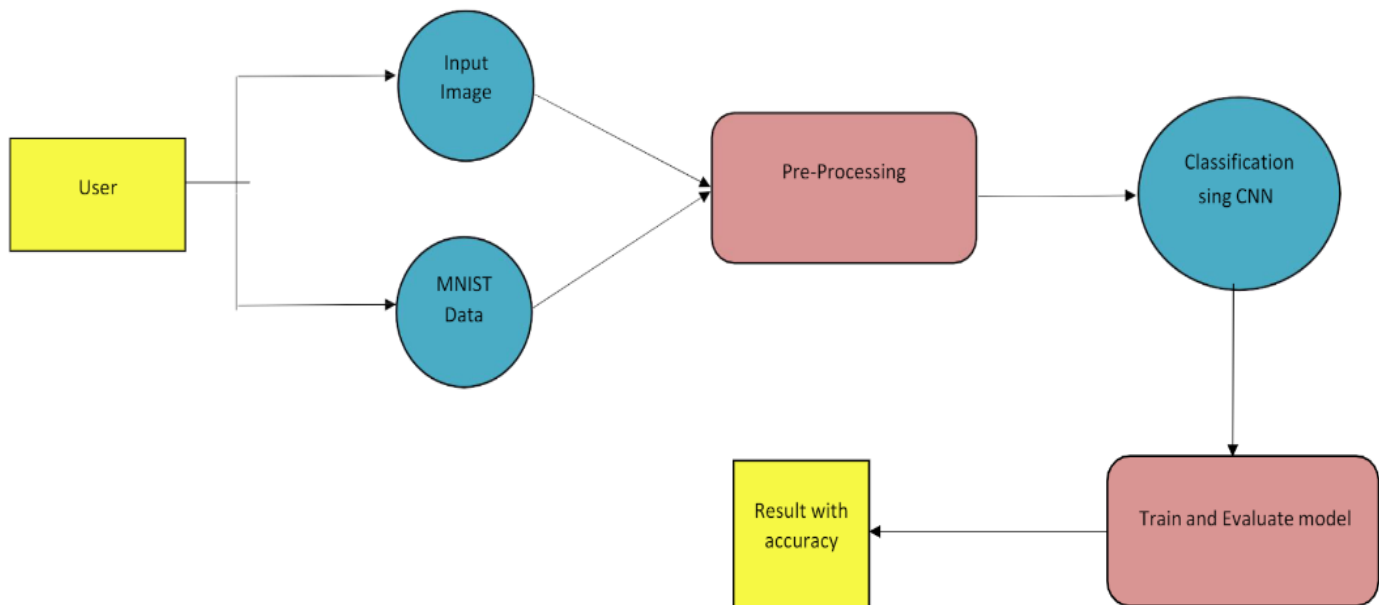 User
Input
Image
MNIST
Data
Pre-Processing
Classification
sing CNN
Train and Evaluate model
Result with
accuracy